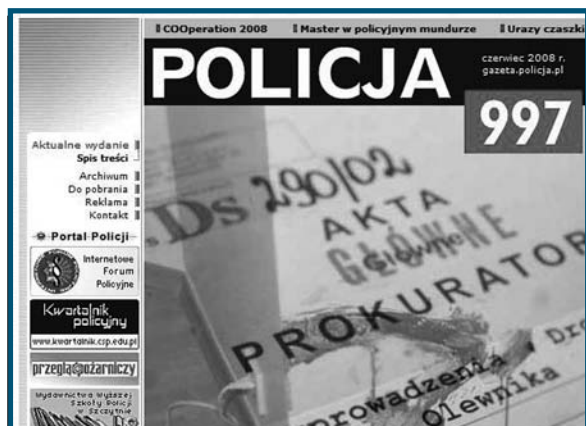 COOperation 2008
Master w policyjnym mundurze
Urazy czaszki
POLICJA
czerwiec 2008 r.
gazeta.policja.pl
997
Aktualne wydanie
Spis treści
Archiwum
Do pobrania
Reklama
Kontakt
Portal Policji
Internetowe
Forum
Policyjne
Kwartalnik
policyjny
www.kwartalnik.csp.edu.pl
przegląd pożarniczy
Wydawnictwa Wyższej
Szkoły Policji
w Szczytnie
.Ds 290/02
AKTA
GŁÓWNE
Główne
PROKURATOR
prowadzenia Dr
Olewnika